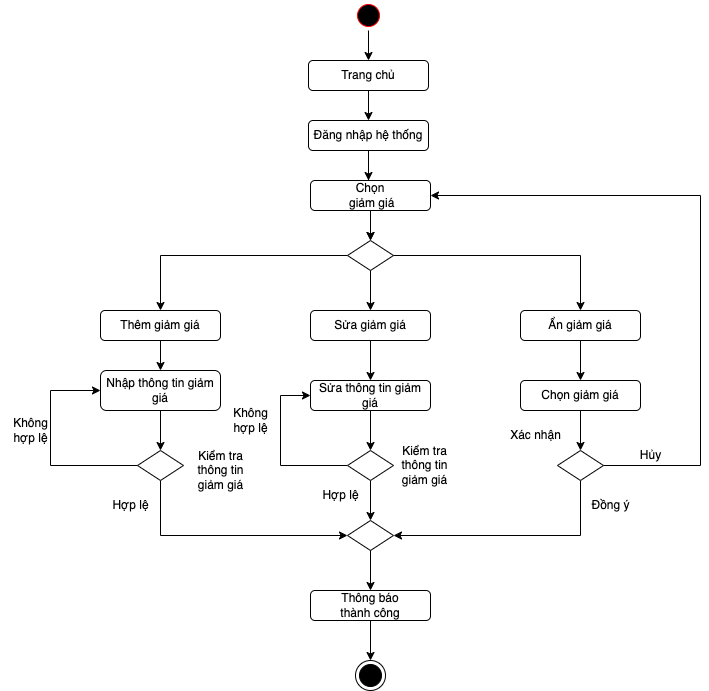 Trang chủ
Đăng nhập hệ thống
Chọn
giảm giá
Thêm giảm giá
Sửa giảm giá
Ẩn giảm giá
Nhập thông tin giảm
giá
Sửa thông tin giảm
giá
Chọn giảm giá
Không
hợp lệ
Không
hợp lệ
Xác nhận
Kiểm tra
thông tin
giảm giá
Kiểm tra
thông tin
giảm giá
Hủy
Hợp lệ
Hợp lệ
Đồng ý
Thông báo
thành công